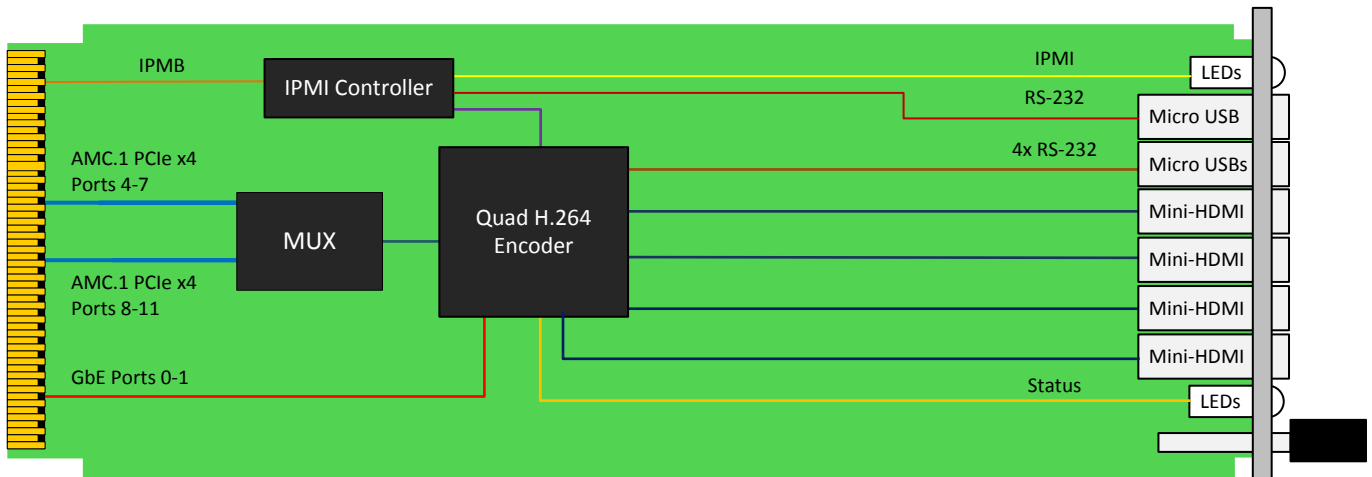 IPMB
IPMI Controller
IPMI
LEDs
RS-232
Micro USB
4x RS-232
Micro USBs
AMC.1 PCIe x4
Ports 4-7
MUX
Quad H.264
Encoder
Mini-HDMI
Mini-HDMI
Mini-HDMI
Mini-HDMI
AMC.1 PCIe x4
Ports 8-11
GbE Ports 0-1
Status
LEDs